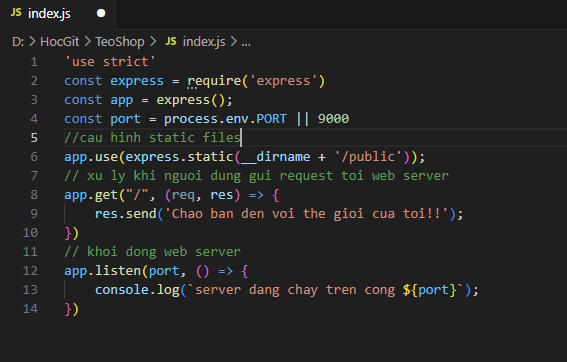 JS index.js
D: > HocGit > TeoShop > JS index.js > ...
1 'use strict'
2 const express = require('express')
3 const app = express();
4 const port = process.env.PORT || 9000
5 //cau hinh static files
6 app.use(express.static(__dirname + '/public'));
7 // xu ly khi nguoi dung gui request toi web server
8 app.get("/", (req, res) => {
9     res.send('Chao ban den voi the gioi cua toi!!');
10 })
11 // khoi dong web server
12 app.listen(port, () => {
13     console.log(`server dang chay tren cong ${port}`);
14 })